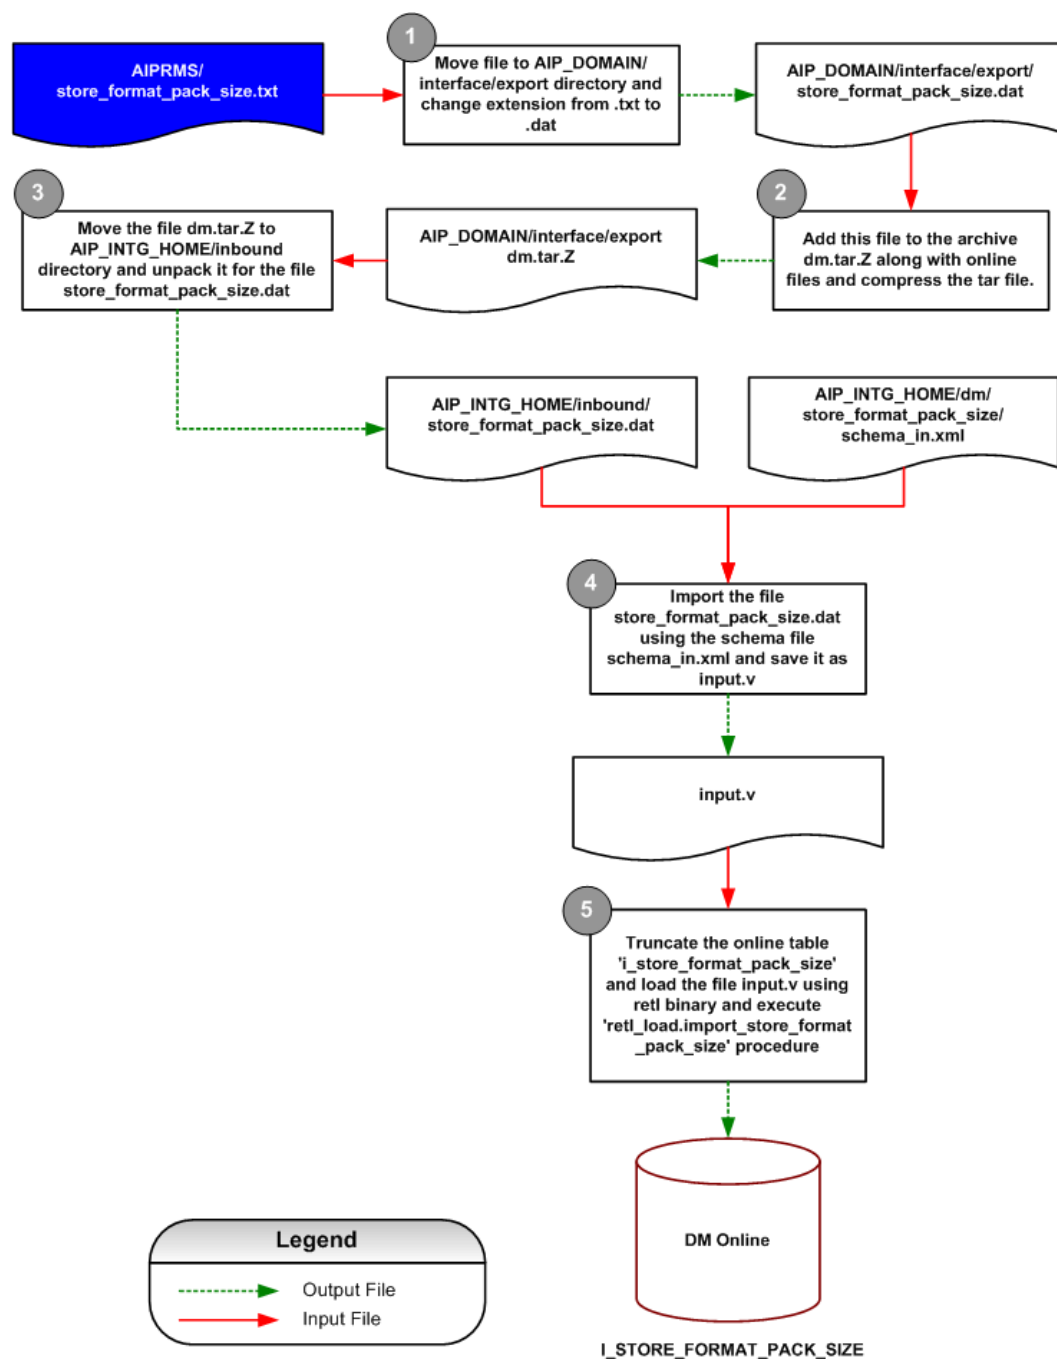 AIPRMS/
store_format_pack_size.txt
1
Move file to AIP_DOMAIN/
interface/export directory and
change extension from .txt to
.dat
AIP_DOMAIN/interface/export/
store_format_pack_size.dat
3
Move the file dm.tar.Z to
AIP_INTG_HOME/inbound
directory and unpack it for the file
store_format_pack_size.dat
AIP_DOMAIN/interface/export
dm.tar.Z
2
Add this file to the archive
dm.tar.Z along with online
files and compress the tar file.
AIP_INTG_HOME/inbound/
store_format_pack_size.dat
AIP_INTG_HOME/dm/
store_format_pack_size/
schema_in.xml
4
Import the file
store_format_pack_size.dat
using the schema file
schema_in.xml and save it as
input.v
input.v
5
Truncate the online table
'i_store_format_pack_size'
and load the file input.v using
retl binary and execute
'retl_load.import_store_format
_pack_size' procedure
DM Online
I_STORE_FORMAT_PACK_SIZE
Legend
Output File
Input File